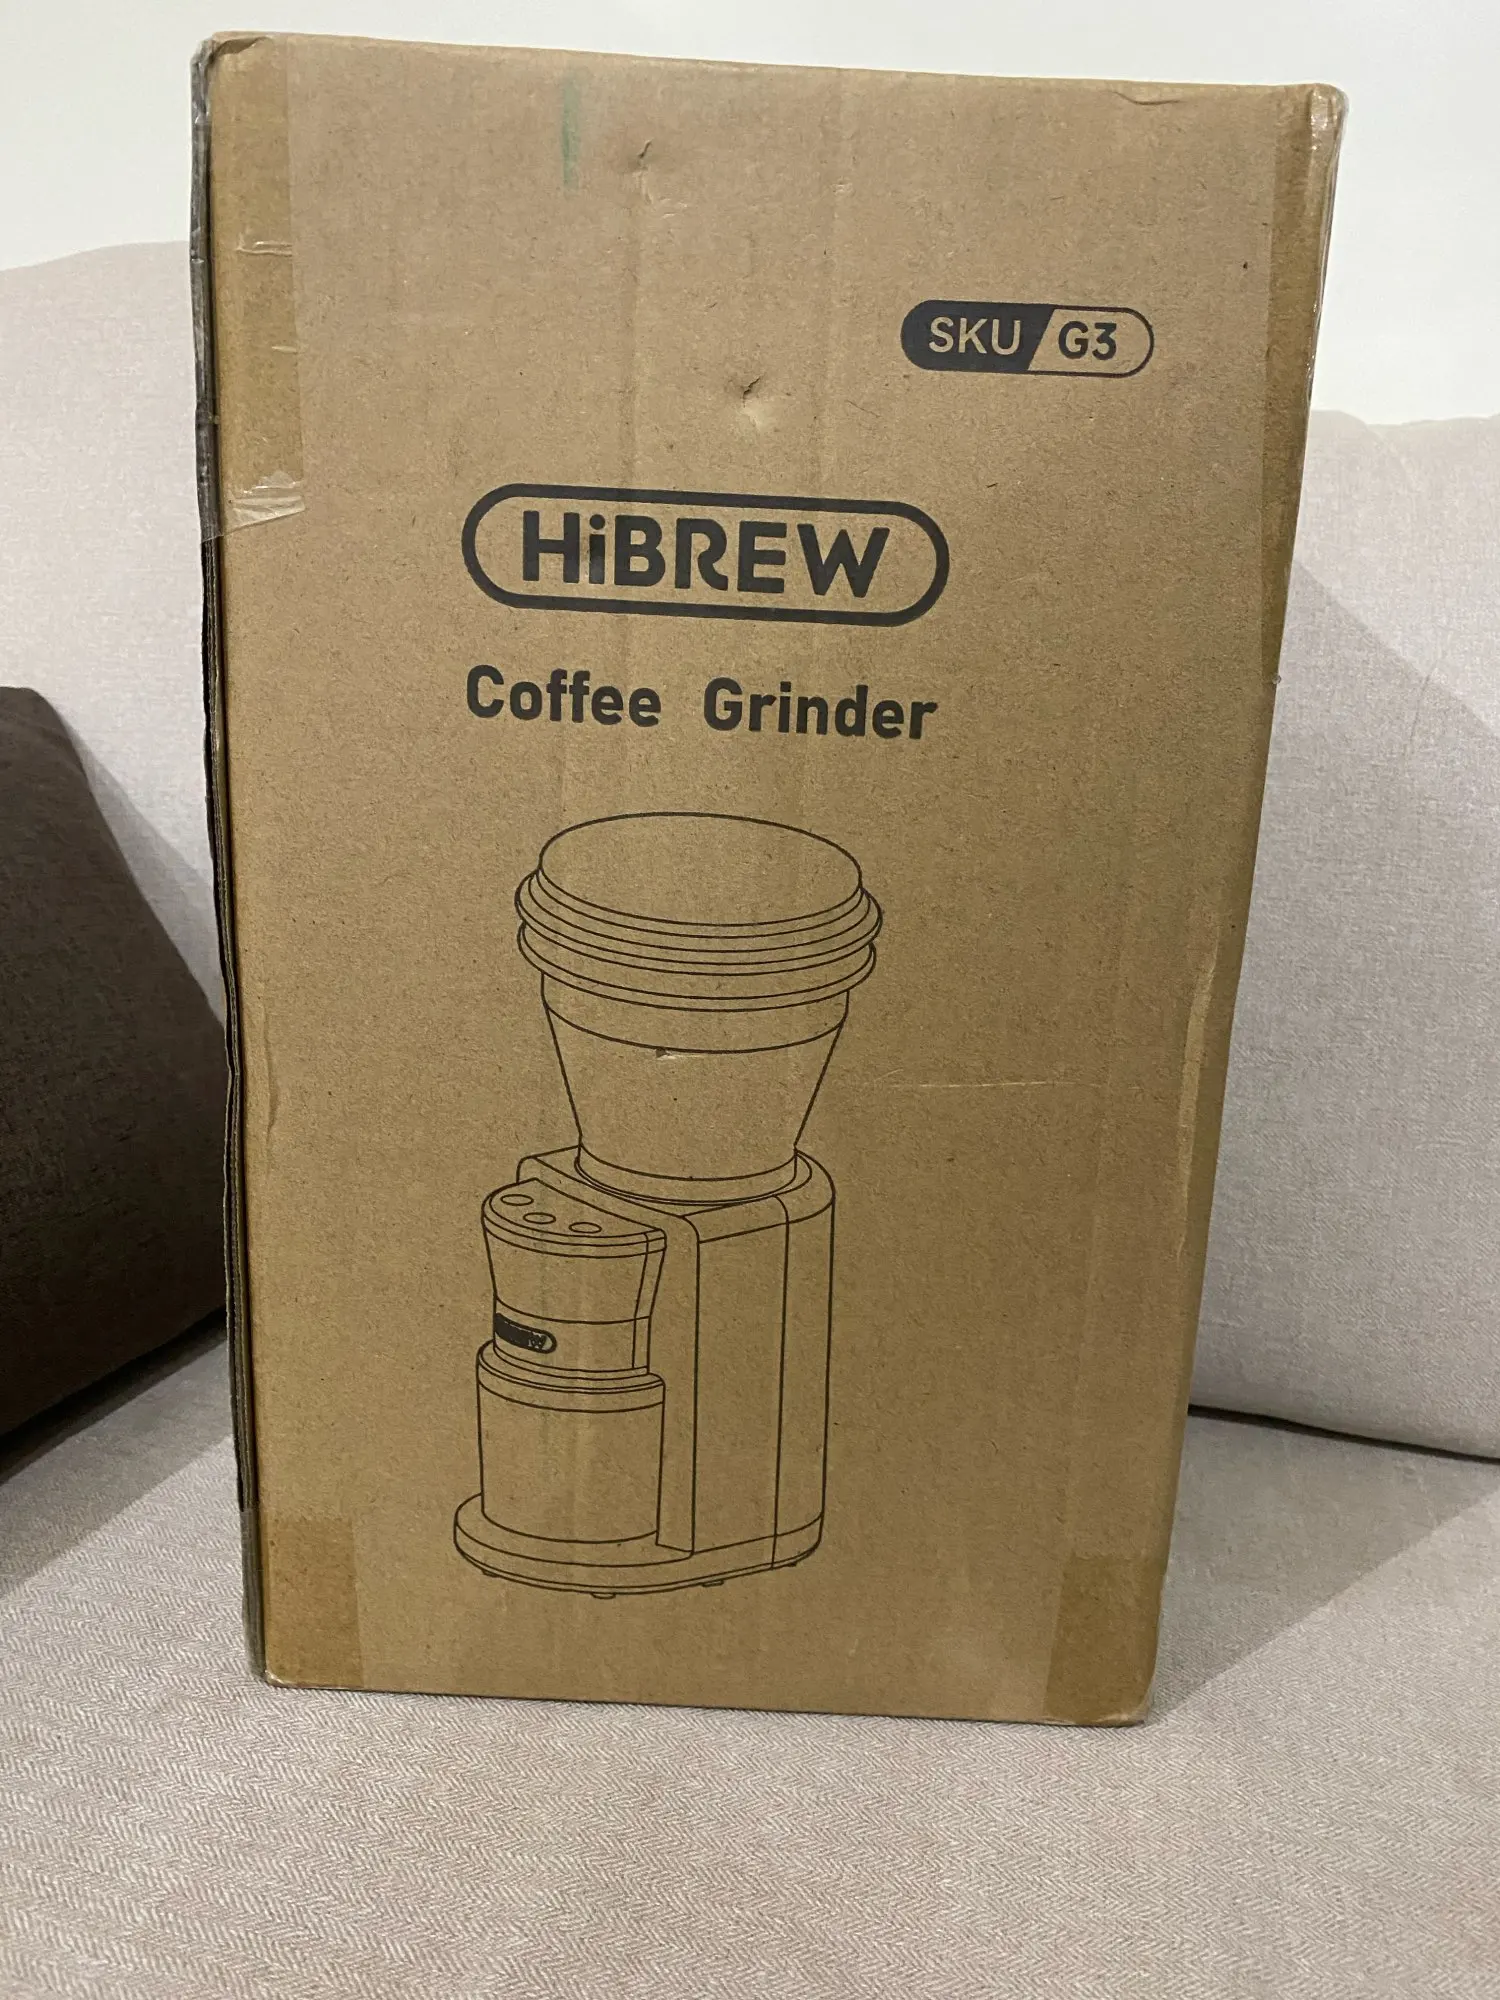 SKU G3
HiBREW
Coffee Grinder